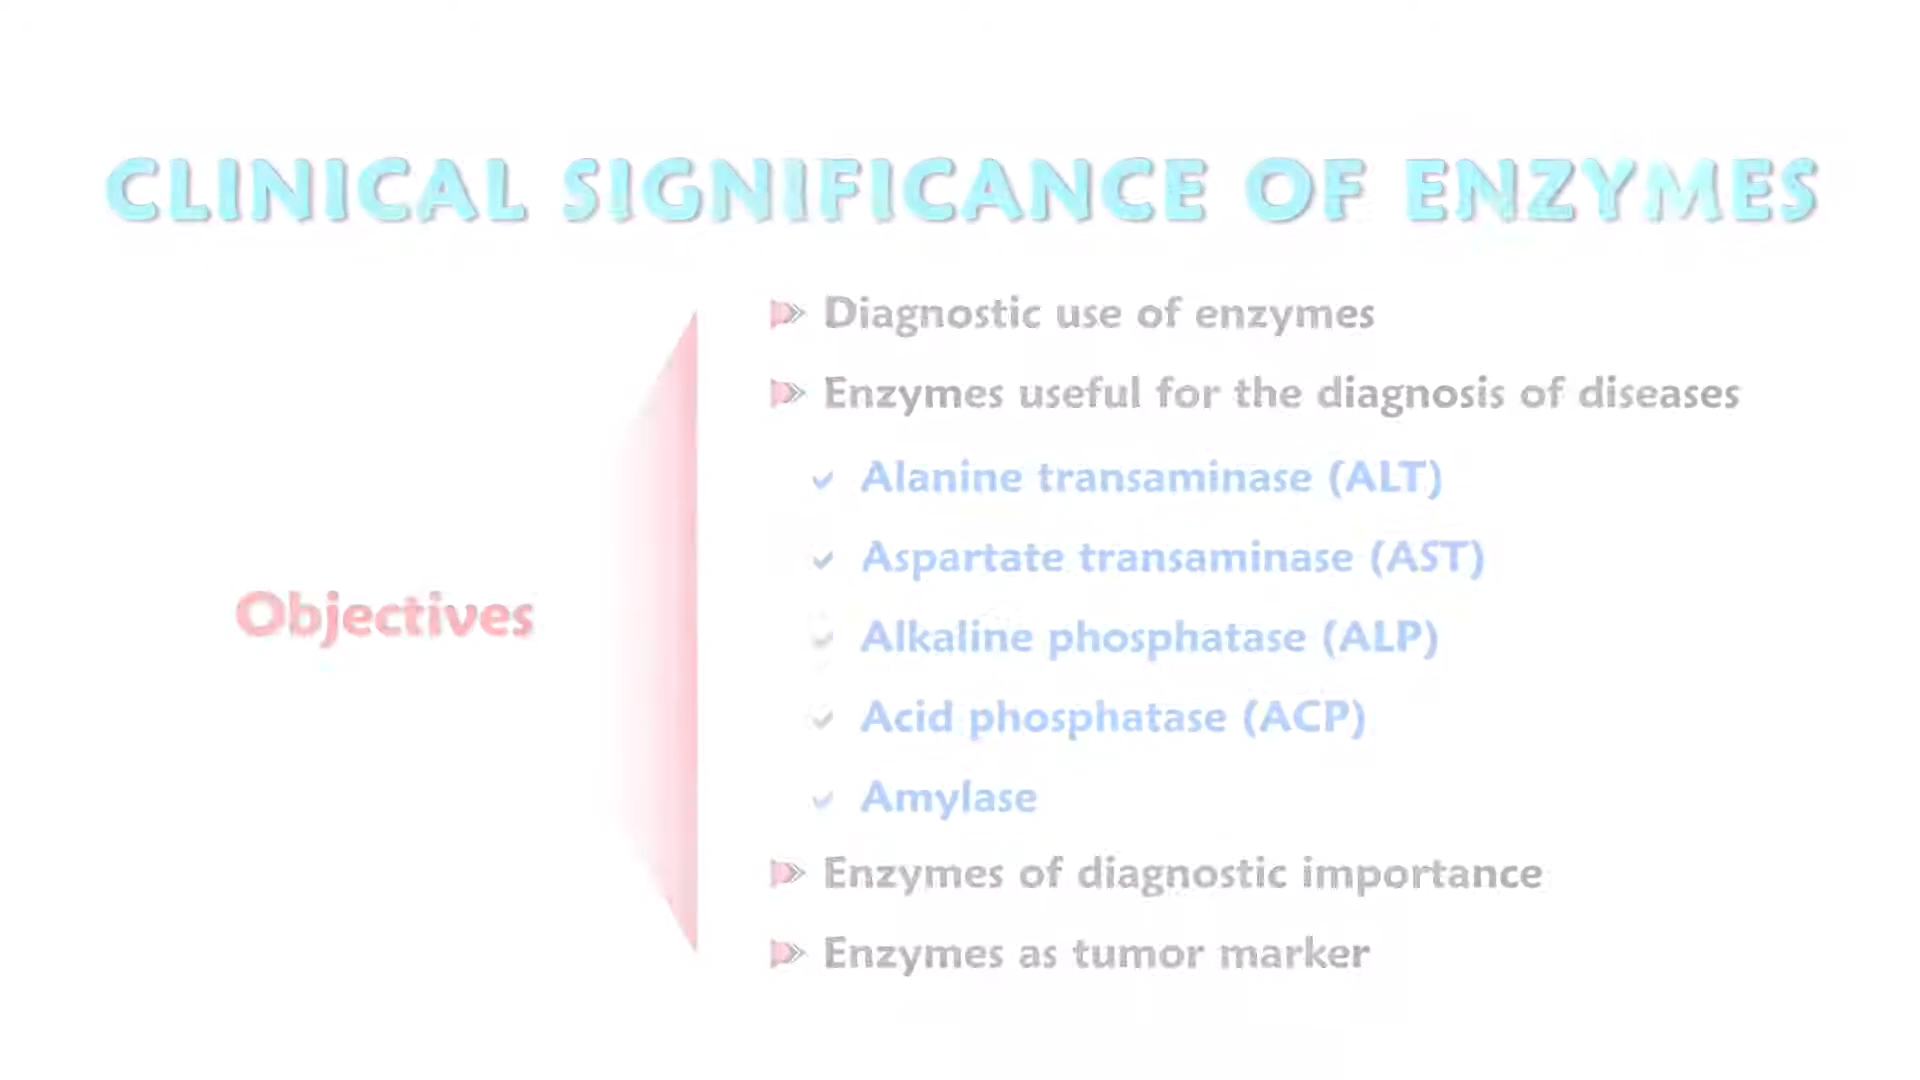 CLINICAL SIGNIFICANCE OF ENZYMES
Objectives
Diagnostic use of enzymes
Enzymes useful for the diagnosis of diseases
Alanine transaminase (ALT)
Aspartate transaminase (AST)
Alkaline phosphatase (ALP)
Acid phosphatase (ACP)
Amylase
Enzymes of diagnostic importance
Enzymes as tumor marker